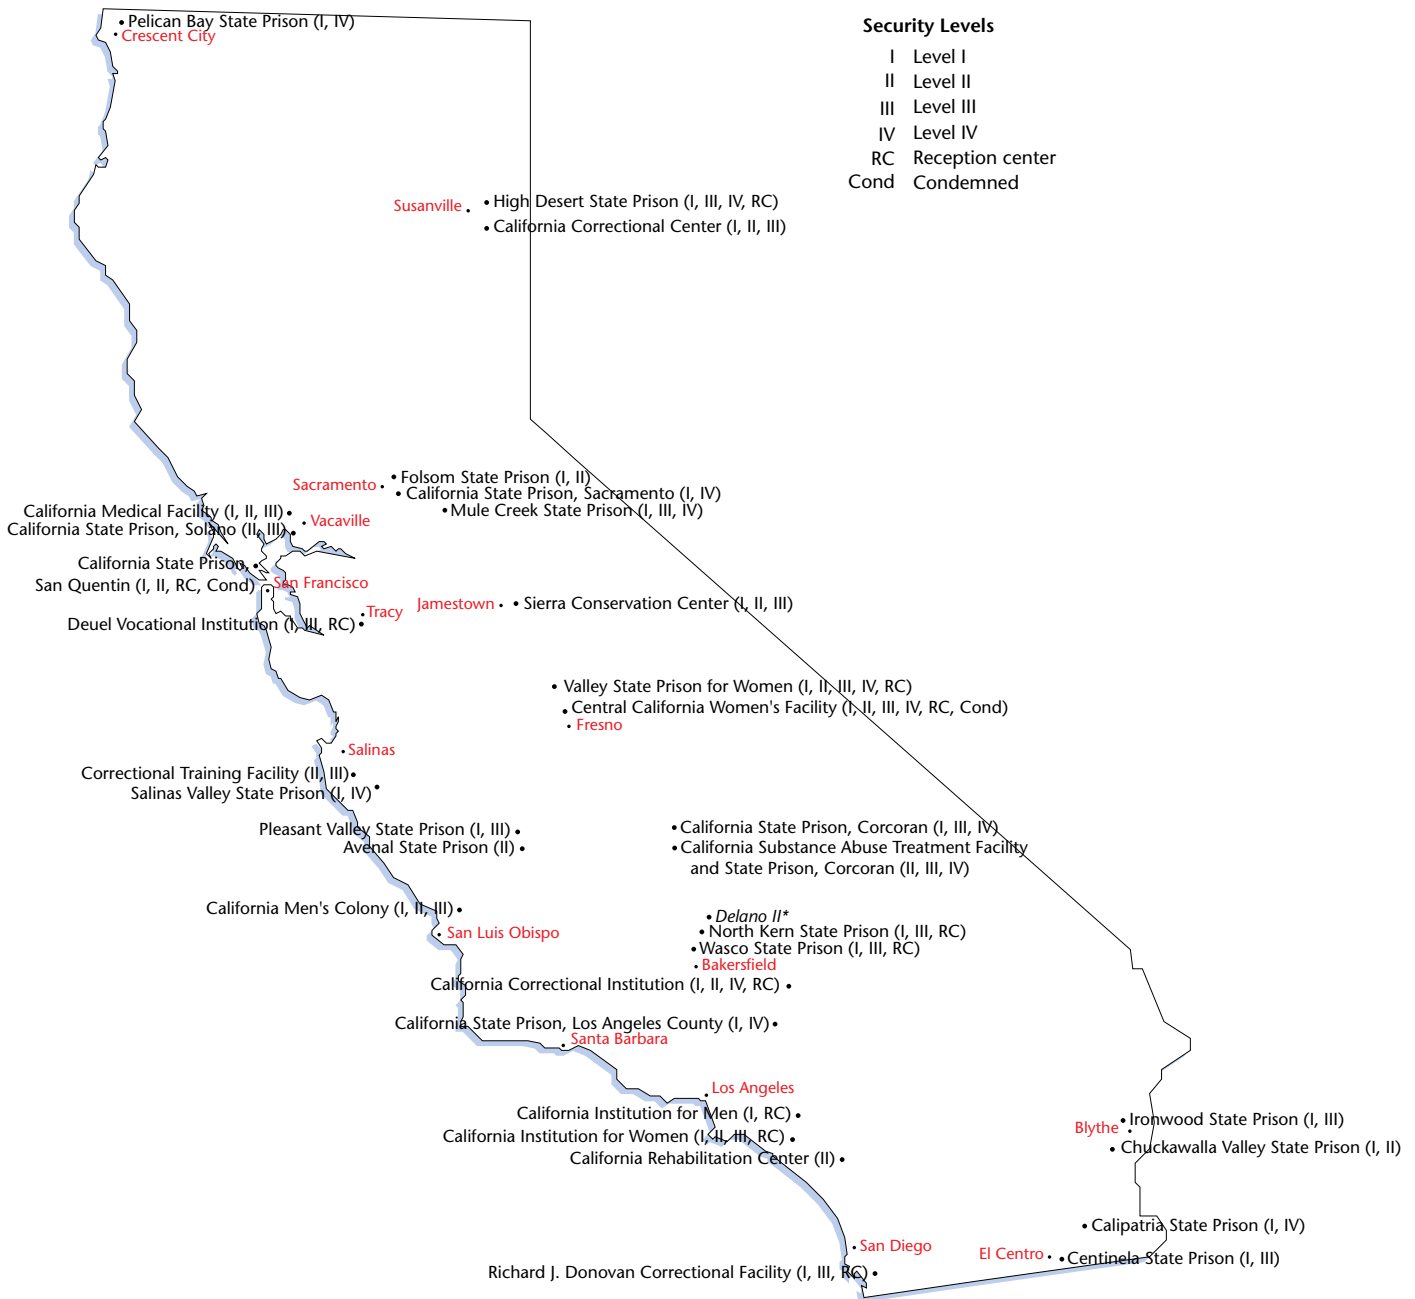 Pelican Bay State Prison (I, IV)
Crescent City
Security Levels
I Level I
II Level II
III Level III
IV Level IV
RC Reception center
Cond Condemned
Susanville
High Desert State Prison (I, III, IV, RC)
California Correctional Center (I, II, III)
Folsom State Prison (I, II)
Sacramento
California State Prison, Sacramento (I, IV)
Mule Creek State Prison (I, III, IV)
California Medical Facility (I, II, III)
Vacaville
California State Prison, Solano (II, III)
California State Prison,
San Quentin (I, II, RC, Cond)
San Francisco
Tracy
Deuel Vocational Institution (I, III, RC)
Jamestown
Sierra Conservation Center (I, II, III)
Valley State Prison for Women (I, II, III, IV, RC)
Central California Women's Facility (I, II, III, IV, RC, Cond)
Fresno
Salinas
Correctional Training Facility (II, III)
Salinas Valley State Prison (I, IV)
Pleasant Valley State Prison (I, III)
Avenal State Prison (II)
California State Prison, Corcoran (I, III, IV)
California Substance Abuse Treatment Facility
and State Prison, Corcoran (II, III, IV)
California Men's Colony (I, II, III)
San Luis Obispo
Delano II*
North Kern State Prison (I, III, RC)
Wasco State Prison (I, III, RC)
Bakersfield
California Correctional Institution (I, II, IV, RC)
California State Prison, Los Angeles County (I, IV)
Santa Barbara
Los Angeles
California Institution for Men (I, RC)
California Institution for Women (I, II, III, RC)
California Rehabilitation Center (II)
Ironwood State Prison (I, III)
Blythe
Chuckawalla Valley State Prison (I, II)
Calipatria State Prison (I, IV)
San Diego
El Centro
Centinela State Prison (I, III)
Richard J. Donovan Correctional Facility (I, III, RC)